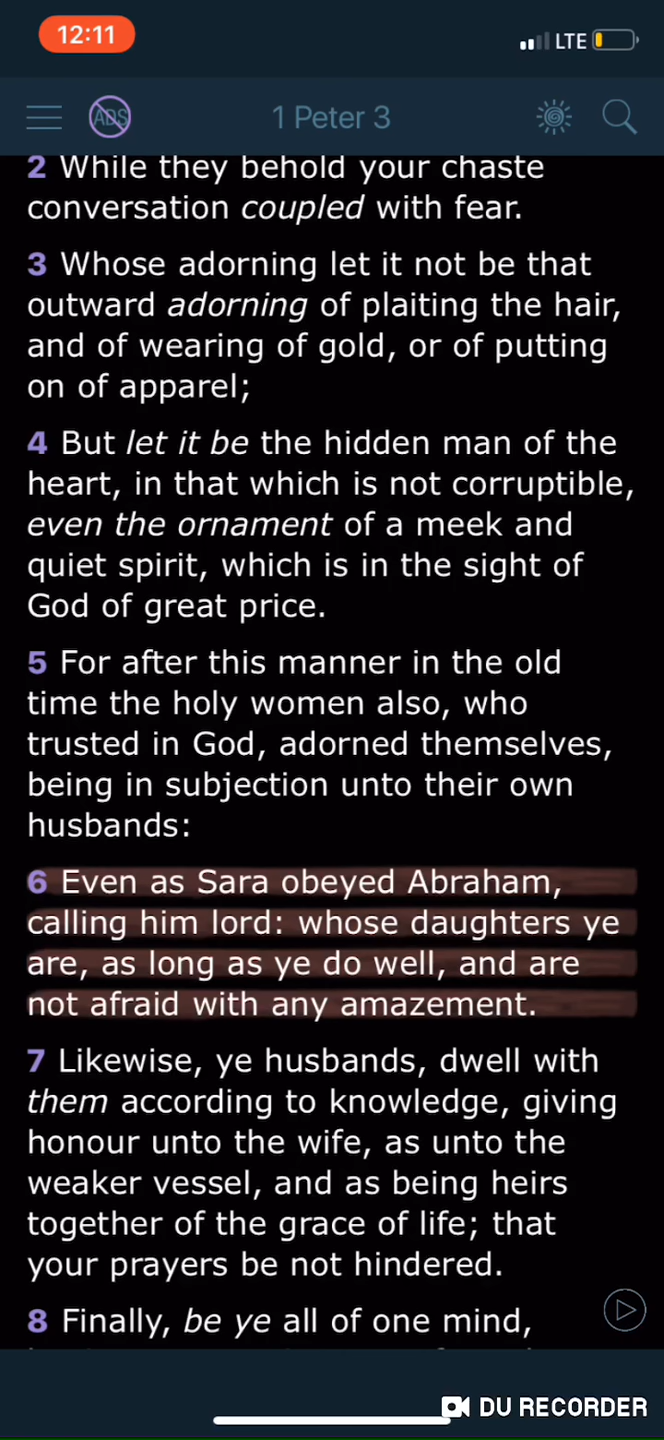 12:11
LTE
ADS
1 Peter 3
2 While they behold your chaste
conversation coupled with fear.
3 Whose adorning let it not be that
outward adorning of plaiting the hair,
and of wearing of gold, or of putting
on of apparel;
4 But let it be the hidden man of the
heart, in that which is not corruptible,
even the ornament of a meek and
quiet spirit, which is in the sight of
God of great price.
5 For after this manner in the old
time the holy women also, who
trusted in God, adorned themselves,
being in subjection unto their own
husbands:
6 Even as Sara obeyed Abraham,
calling him lord: whose daughters ye
are, as long as ye do well, and are
not afraid with any amazement.
7 Likewise, ye husbands, dwell with
them according to knowledge, giving
honour unto the wife, as unto the
weaker vessel, and as being heirs
together of the grace of life; that
your prayers be not hindered.
8 Finally, be ye all of one mind,
DU RECORDER